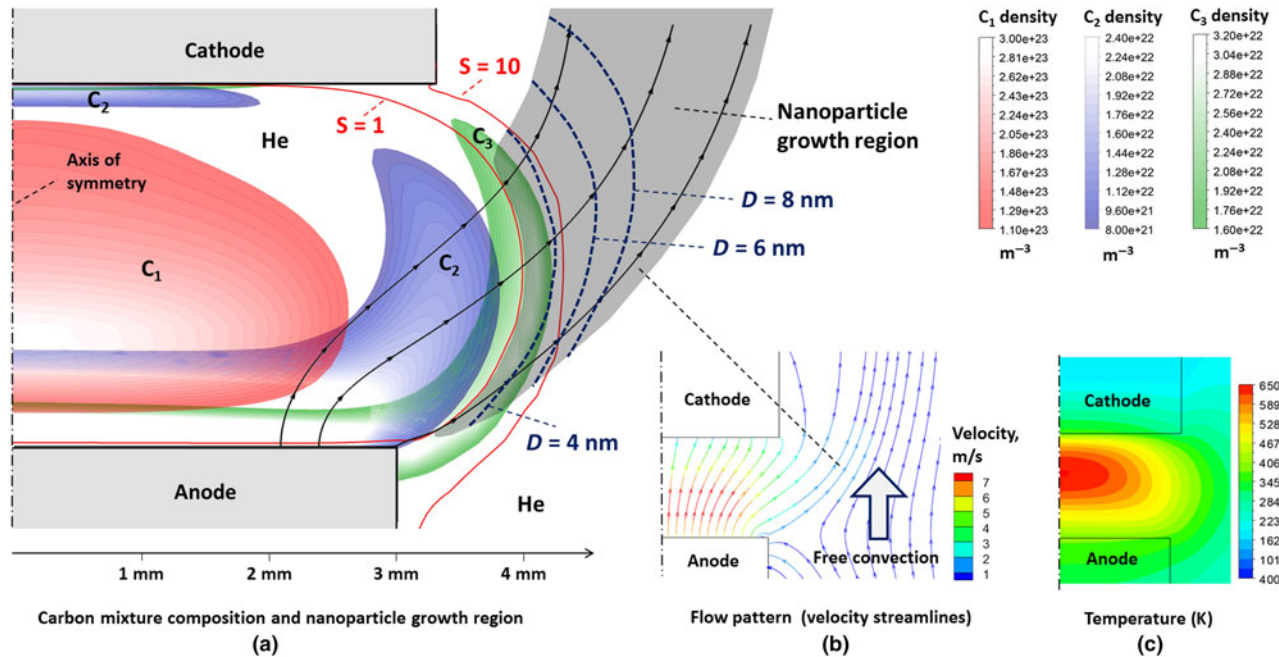 Cathode
C₂
He
S = 1
S = 10
C₃
Nanoparticle
growth region
Axis of
symmetry
D = 8 nm
D = 6 nm
C₁
C₂
D = 4 nm
Anode
He
1 mm
2 mm
3 mm
4 mm
Carbon mixture composition and nanoparticle growth region
(a)
C₁ density
3.00e+23
2.81e+23
2.62e+23
2.43e+23
2.24e+23
2.05e+23
1.86e+23
1.67e+23
1.48e+23
1.29e+23
1.10e+23
m⁻³
C₂ density
2.40e+22
2.24e+22
2.08e+22
1.92e+22
1.76e+22
1.60e+22
1.44e+22
1.28e+22
1.12e+22
9.60e+21
8.00e+21
m⁻³
C₃ density
3.20e+22
3.04e+22
2.88e+22
2.72e+22
2.56e+22
2.40e+22
2.24e+22
2.08e+22
1.92e+22
1.76e+22
1.60e+22
m⁻³
Cathode
Anode
Free convection
Velocity,
m/s
7
6
5
4
3
2
1
Flow pattern (velocity streamlines)
(b)
Cathode
Anode
650
589
528
467
406
345
284
223
162
101
400
Temperature (K)
(c)